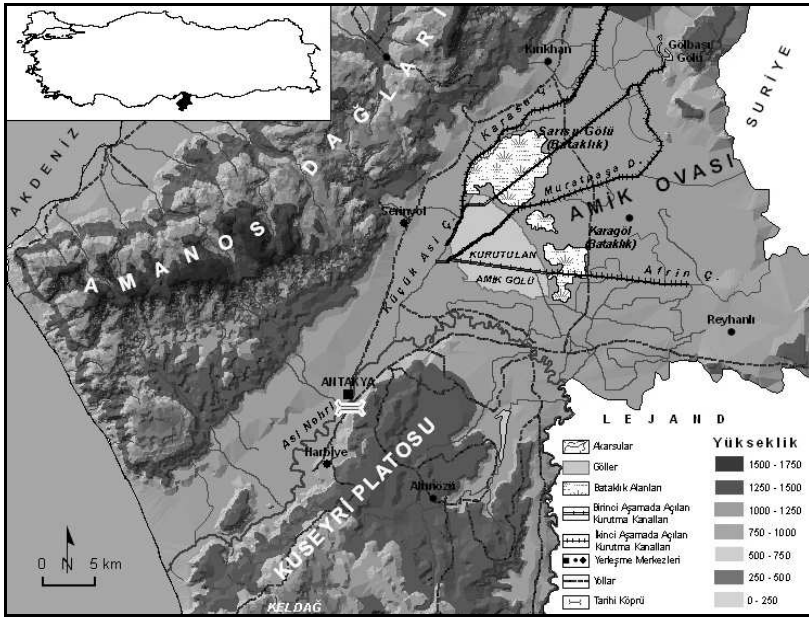 Kırıkhan
Gölbaşı
Gölü
SURİYE
AKDENİZ
Karasu Ç.
Sarısu Gölü
(Bataklık)
AMANOS DAĞLARI
Muratpaşa D.
AMİK OVASI
Serinyol
Karagöl
(Bataklık)
Küçük Asi Ç.
KURUTULAN
AMİK GÖLÜ
Afrin Ç.
Reyhanlı
ANTAKYA
Asi Nehri
Harbiye
Altınözü
KUSEYRİ PLATOSU
KELDAĞ
N
0 5 km
LEJAND
Akarsular
Göller
Bataklık Alanları
Birinci Aşamada Açılan
Kurutma Kanalları
İkinci Aşamada Açılan
Kurutma Kanalları
Yerleşme Merkezleri
Yollar
Tarihi Köprü
Yükseklik
1500 - 1750
1250 - 1500
1000 - 1250
750 - 1000
500 - 750
250 - 500
0 - 250